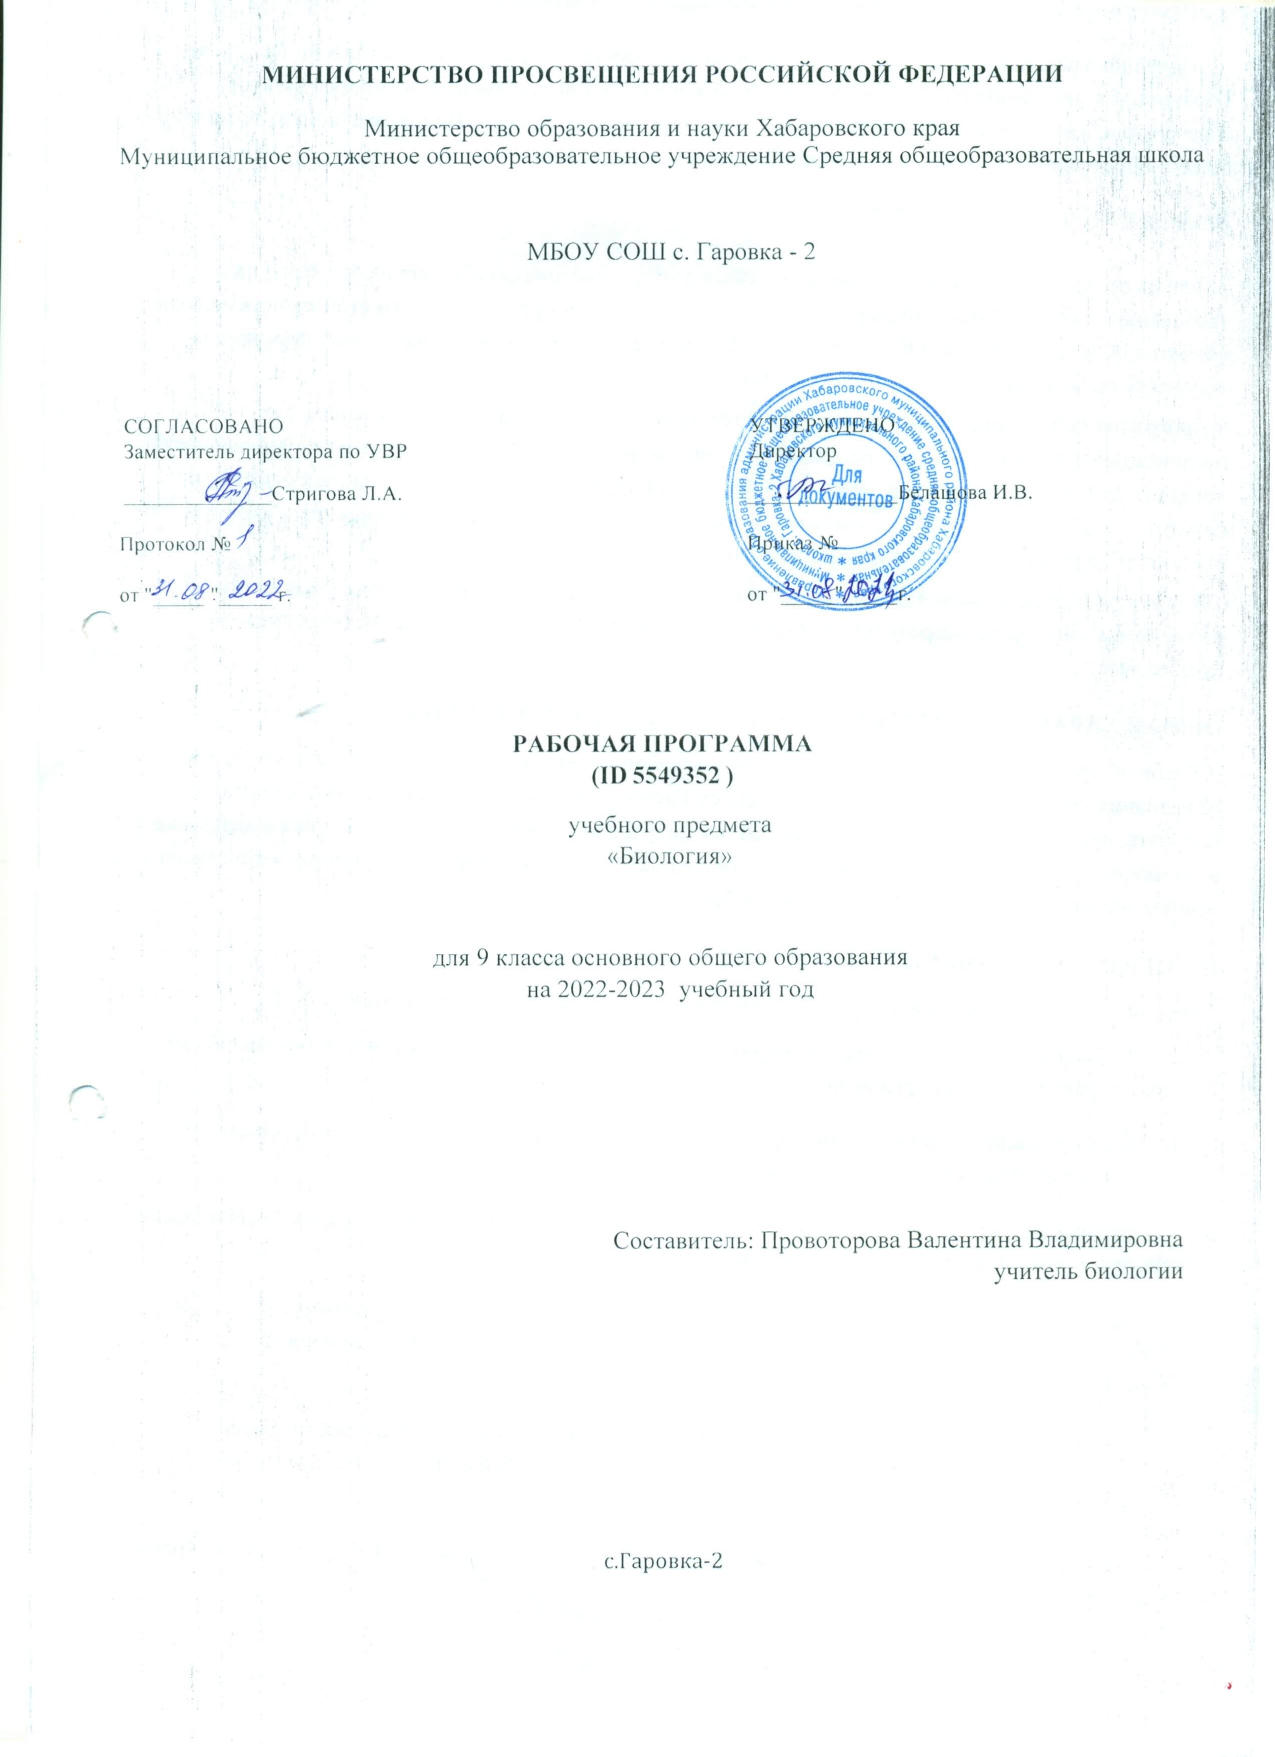 МИНИСТЕРСТВО ПРОСВЕЩЕНИЯ РОССИЙСКОЙ ФЕДЕРАЦИИ
Министерство образования и науки Хабаровского края
Муниципальное бюджетное общеобразовательное учреждение Средняя общеобразовательная школа
МБОУ СОШ с. Гаровка - 2
СОГЛАСОВАНО
Заместитель директора по УВР
Стригова Л.А.
Протокол № 1
от "31.08" 2022 г.
УТВЕРЖДЕНО
Директор
Белашова И.В.
Приказ №
от "31.08" г.
Для
документов
РАБОЧАЯ ПРОГРАММА
(ID 5549352 )
учебного предмета
«Биология»
для 9 класса основного общего образования
на 2022-2023 учебный год
Составитель: Провоторова Валентина Владимировна
учитель биологии
с.Гаровка-2